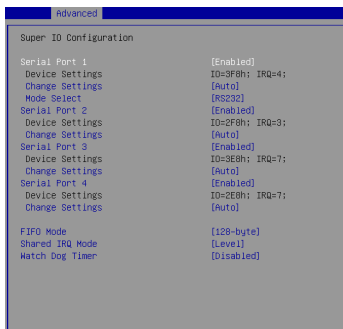 Advanced
Super IO Configuration
Serial Port 1 [Enabled]
Device Settings IO=3F8h; IRQ=4;
Change Settings [Auto]
Mode Select [RS232]
Serial Port 2 [Enabled]
Device Settings IO=2F8h; IRQ=3;
Change Settings [Auto]
Serial Port 3 [Enabled]
Device Settings IO=3E8h; IRQ=7;
Change Settings [Auto]
Serial Port 4 [Enabled]
Device Settings IO=2E8h; IRQ=7;
Change Settings [Auto]
FIFO Mode [128-byte]
Shared IRQ Mode [Level]
Watch Dog Timer [Disabled]